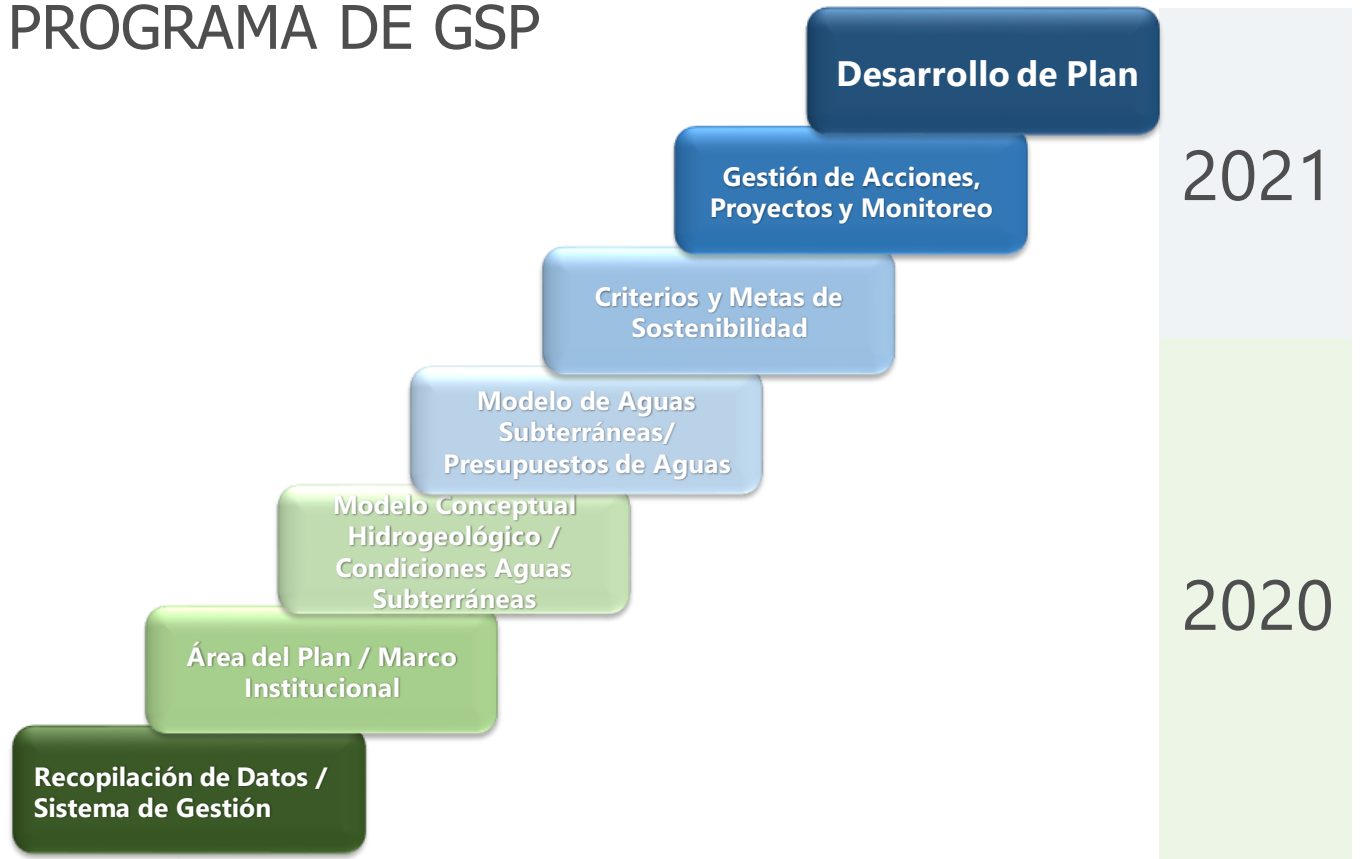 PROGRAMA DE GSP
Desarrollo de Plan
2021
Gestión de Acciones,
Proyectos y Monitoreo
Criterios y Metas de
Sostenibilidad
Modelo de Aguas
Subterráneas/
Presupuestos de Aguas
Modelo Conceptual
Hidrogeológico /
Condiciones Aguas
Subterráneas
2020
Área del Plan / Marco
Institucional
Recopilación de Datos /
Sistema de Gestión